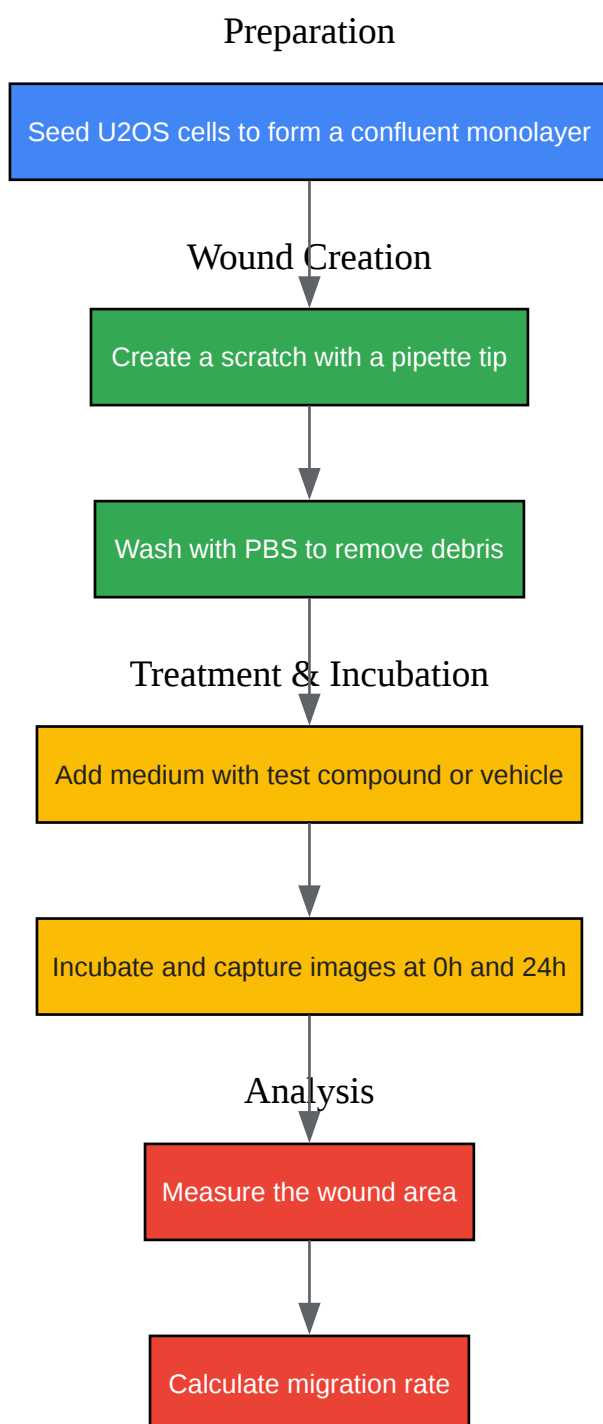 Preparation
Seed U2OS cells to form a confluent monolayer
Wound Creation
Create a scratch with a pipette tip
Wash with PBS to remove debris
Treatment & Incubation
Add medium with test compound or vehicle
Incubate and capture images at 0h and 24h
Analysis
Measure the wound area
Calculate migration rate